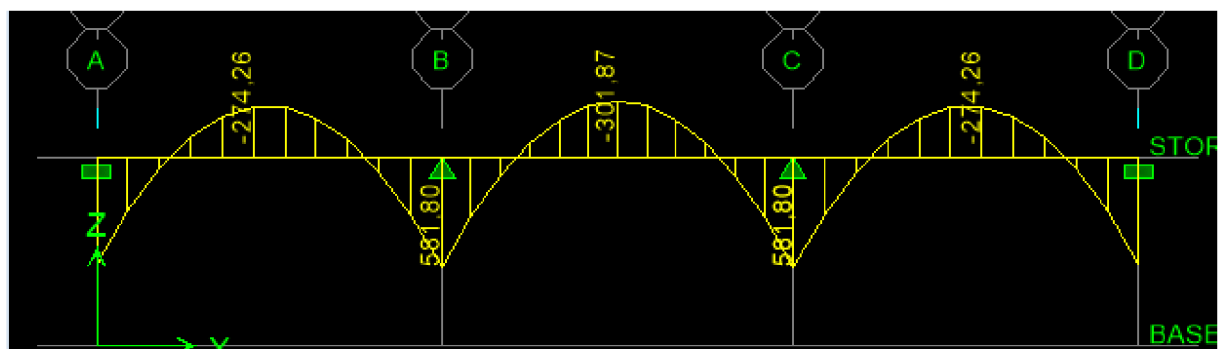 A B C D
-274,26 -301,87 -274,26
STOR
581,80 581,80
Z
Y
BASE